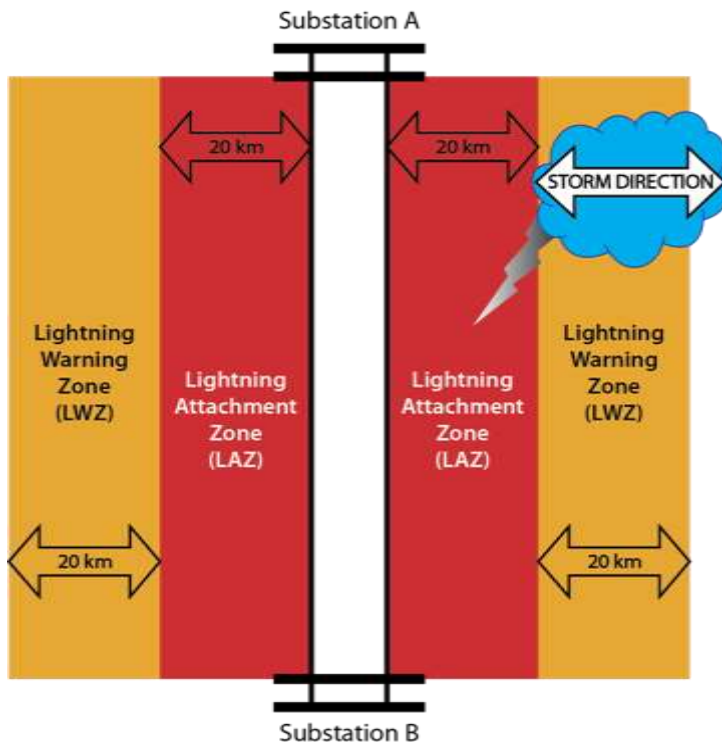 Substation A
20 km
20 km
STORM DIRECTION
Lightning
Warning
Zone
(LWZ)
Lightning
Attachment
Zone
(LAZ)
Lightning
Attachment
Zone
(LAZ)
Lightning
Warning
Zone
(LWZ)
20 km
20 km
Substation B